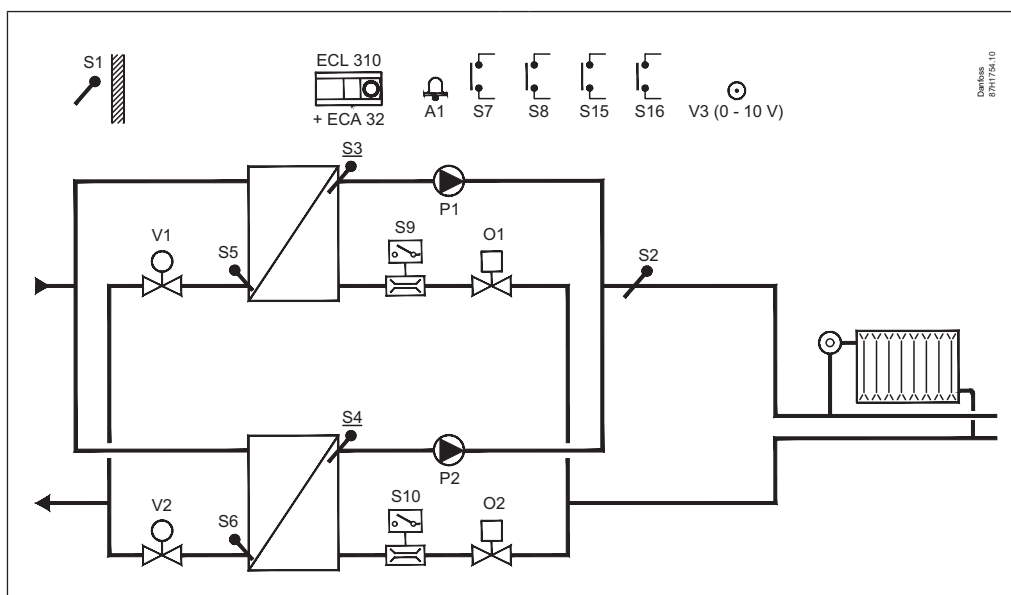 S1
ECL 310
+ ECA 32
A1
S7
S8
S15
S16
V3 (0 - 10 V)
Danfoss
87H1754.10
S3
P1
V1
S5
S9
O1
S2
S4
P2
V2
S6
S10
O2